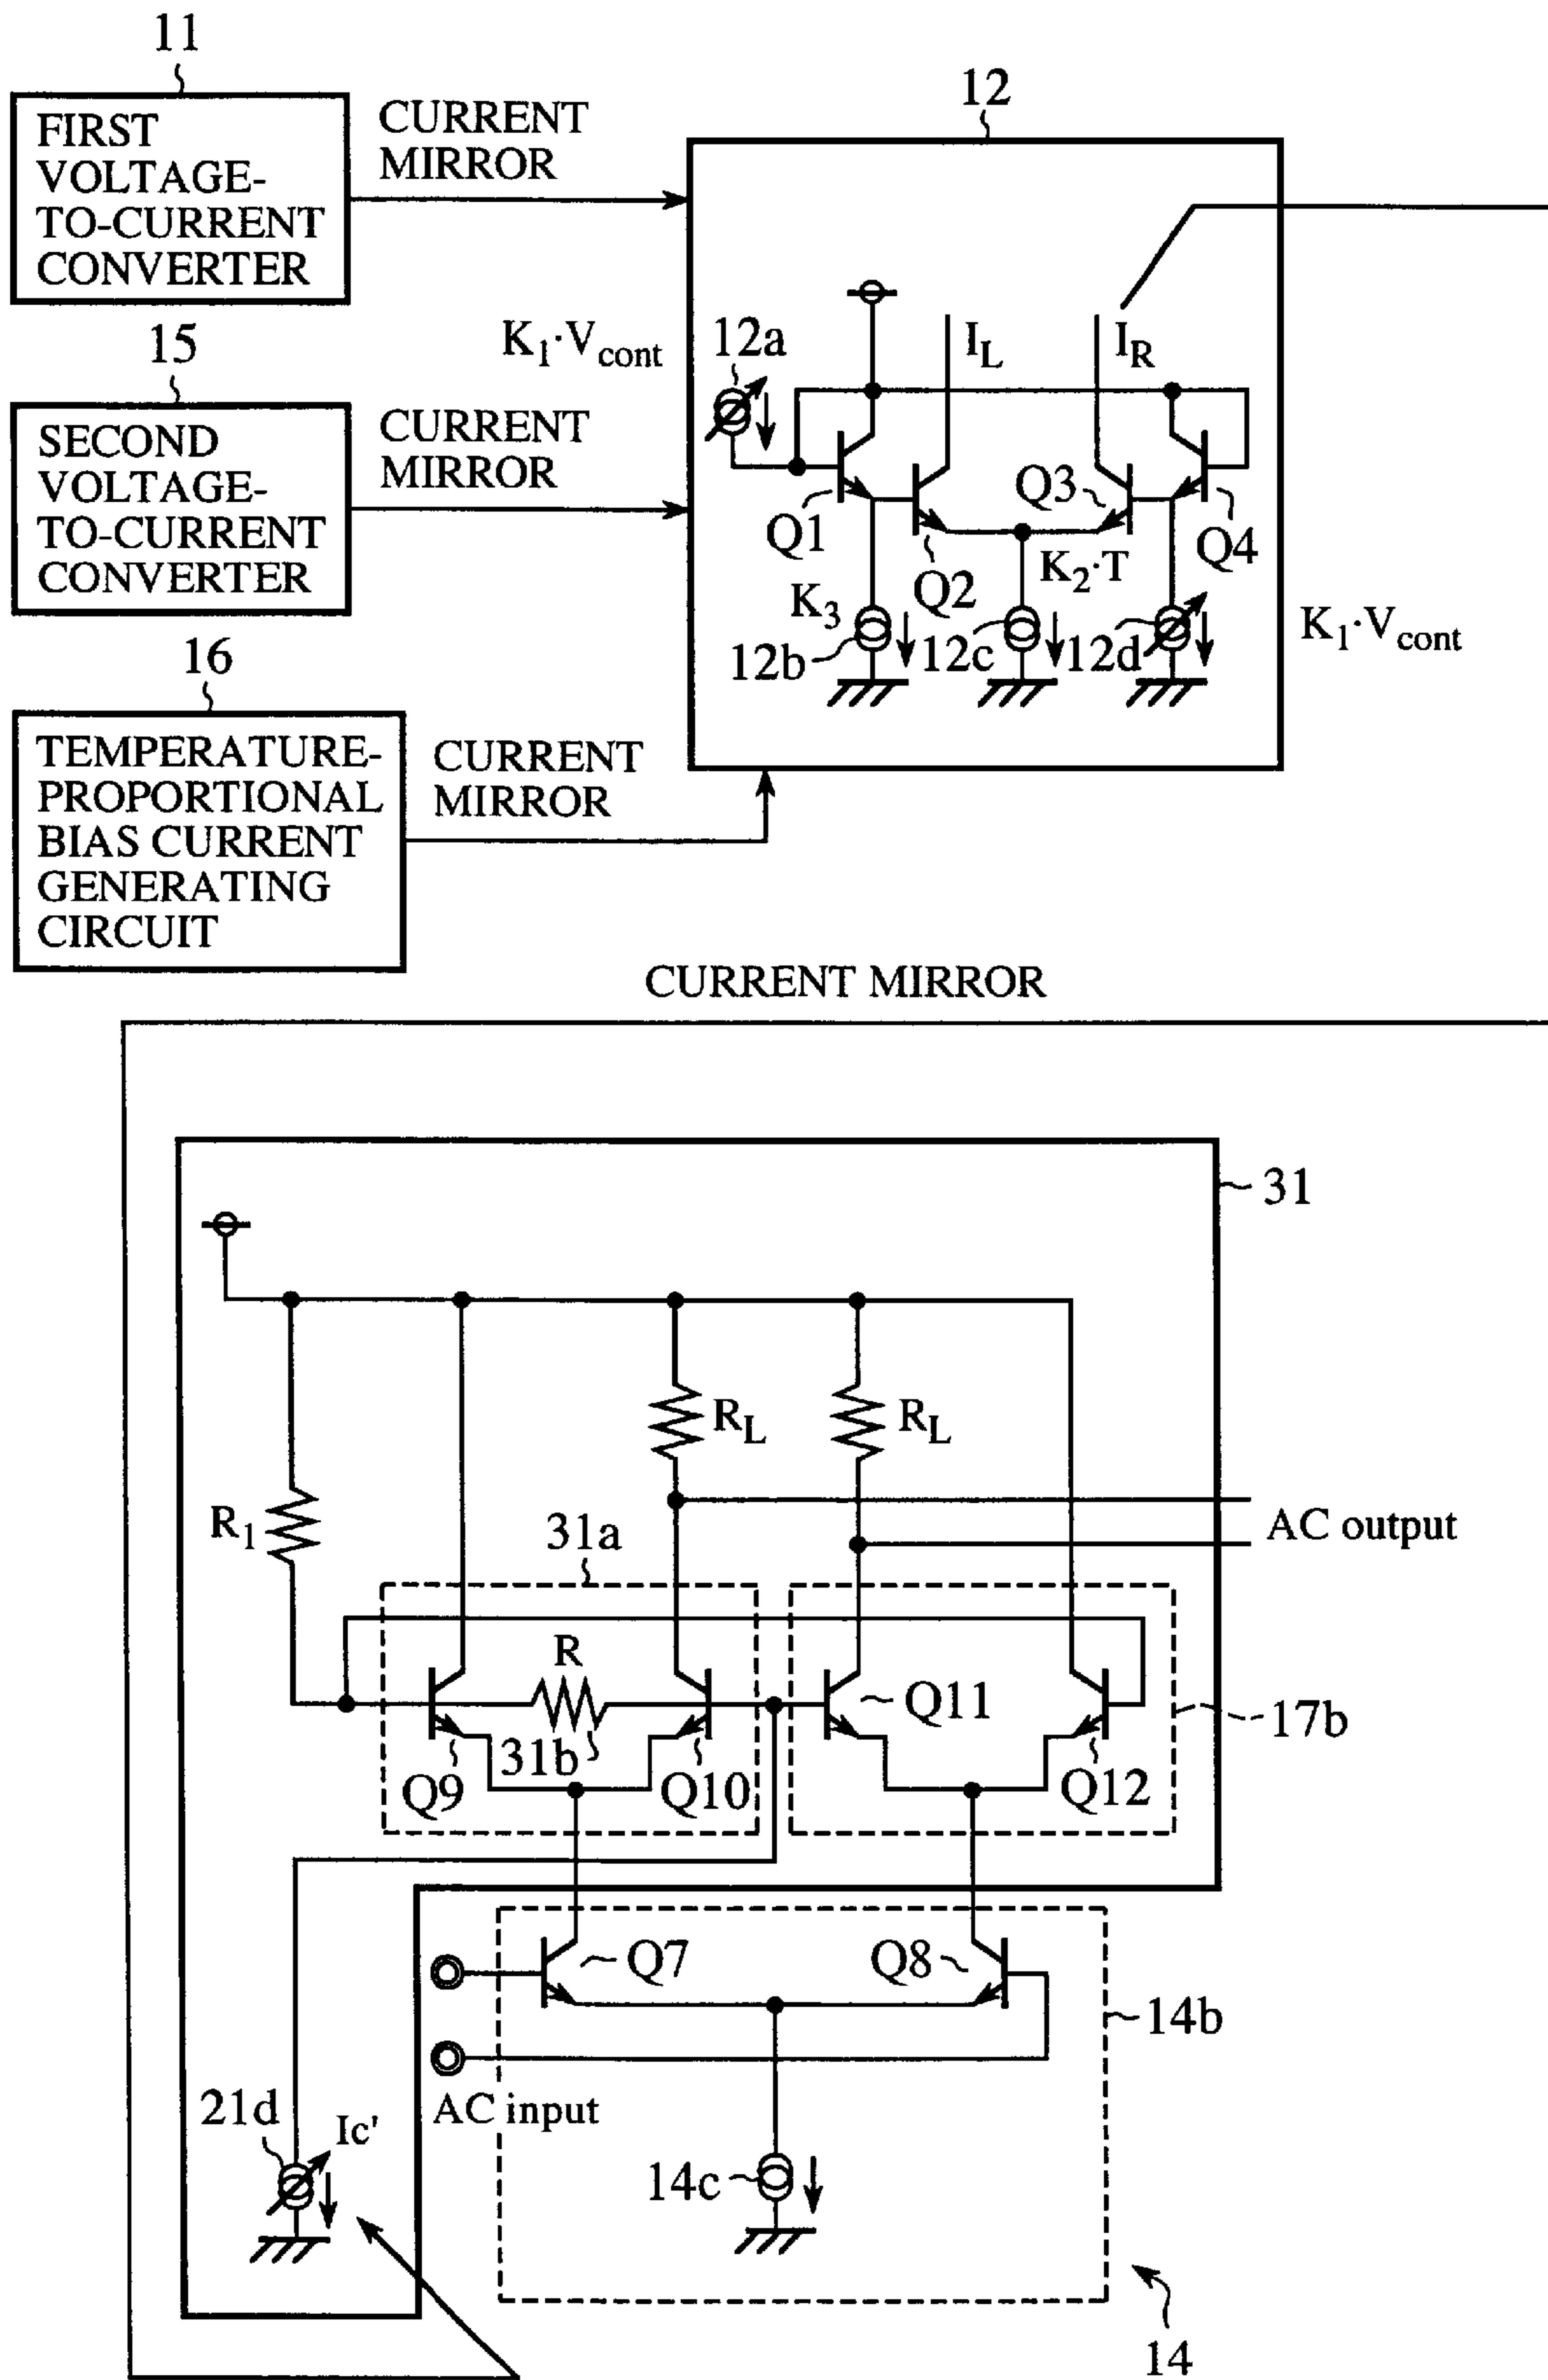 11
FIRST
VOLTAGE-
TO-CURRENT
CONVERTER
CURRENT
MIRROR
12
15
SECOND
VOLTAGE-
TO-CURRENT
CONVERTER
CURRENT
MIRROR
K1·Vcont
12a
IL
IR
Q1
Q2
Q3
Q4
K3
K2·T
12b
12c
12d
K1·Vcont
16
TEMPERATURE-
PROPORTIONAL
BIAS CURRENT
GENERATING
CIRCUIT
CURRENT
MIRROR
CURRENT MIRROR
31
RL
RL
R1
AC output
31a
R
31b
Q9
Q10
Q11
Q12
17b
Q7
Q8
14b
AC input
21d
Ic'
14c
14